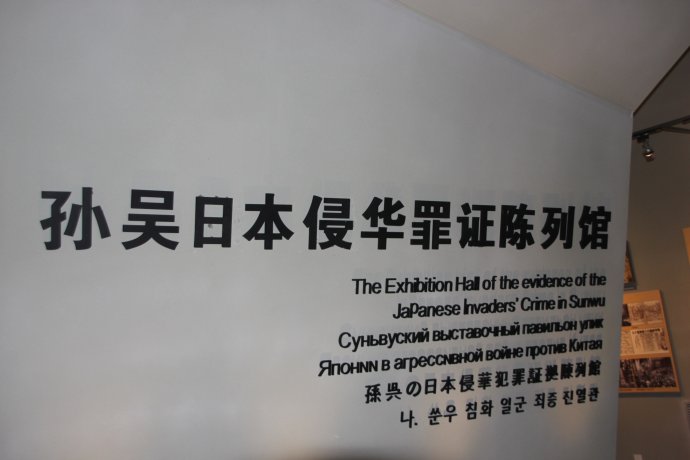 孙吴日本侵华罪证陈列馆
The Exhibition Hall of the evidence of the
JaPanese Invaders' Crime in Sunwu
Суньвуский выставочный павильон улик
Япониии в агрессивной войне против Китая
孫呉の日本侵華犯罪証拠陳列館
나. 쑨우 침화 일군 죄증 진열관